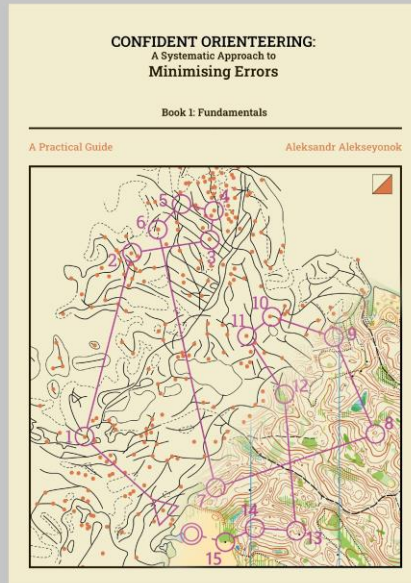 CONFIDENT ORIENTEERING:
A Systematic Approach to
Minimising Errors
Book 1: Fundamentals
A Practical Guide
Aleksandr Alekseyonok
5
4
6
3
2
10
11
9
12
8
1
7
14
13
15